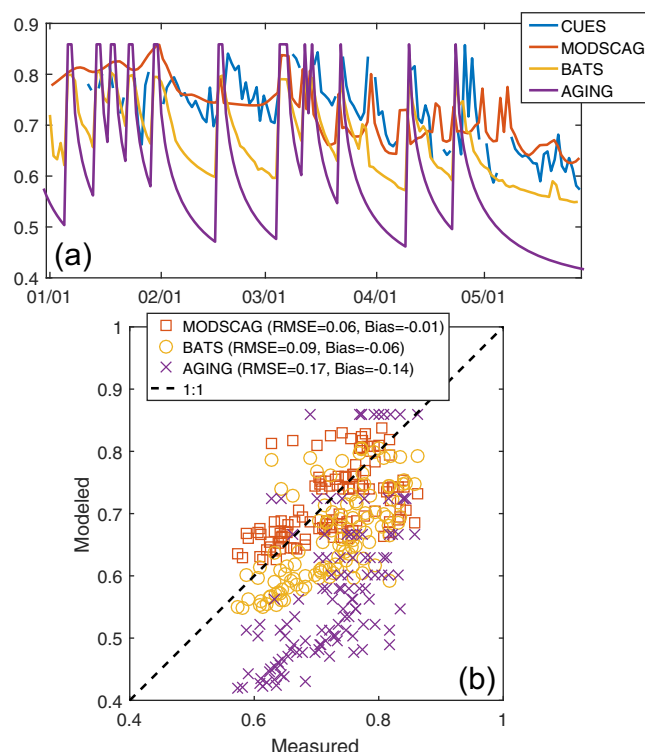 0.9
0.8
0.7
0.6
0.5
0.4
CUES
MODSCAG
BATS
AGING
(a)
01/01 02/01 03/01 04/01 05/01
MODSCAG (RMSE=0.06, Bias=-0.01)
BATS (RMSE=0.09, Bias=-0.06)
AGING (RMSE=0.17, Bias=-0.14)
1:1
1
0.9
0.8
0.7
0.6
0.5
0.4
Modeled
(b)
0.4 0.6 0.8 1
Measured